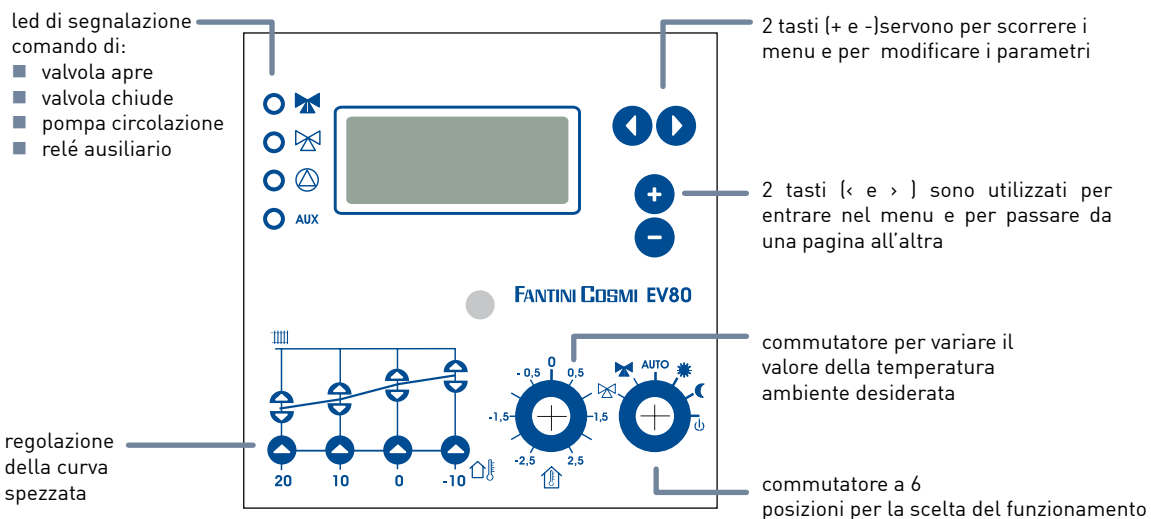 led di segnalazione
comando di:
valvola apre
valvola chiude
pompa circolazione
relé ausiliario
2 tasti (+ e -)servono per scorrere i
menu e per modificare i parametri
AUX
+
-
2 tasti (‹ e › ) sono utilizzati per
entrare nel menu e per passare da
una pagina all'altra
FANTINI COSMI EV80
0
- 0,5
0,5
-1,5
1,5
-2,5
2,5
AUTO
commutatore per variare il
valore della temperatura
ambiente desiderata
regolazione
della curva
spezzata
20
10
0
-10
commutatore a 6
posizioni per la scelta del funzionamento